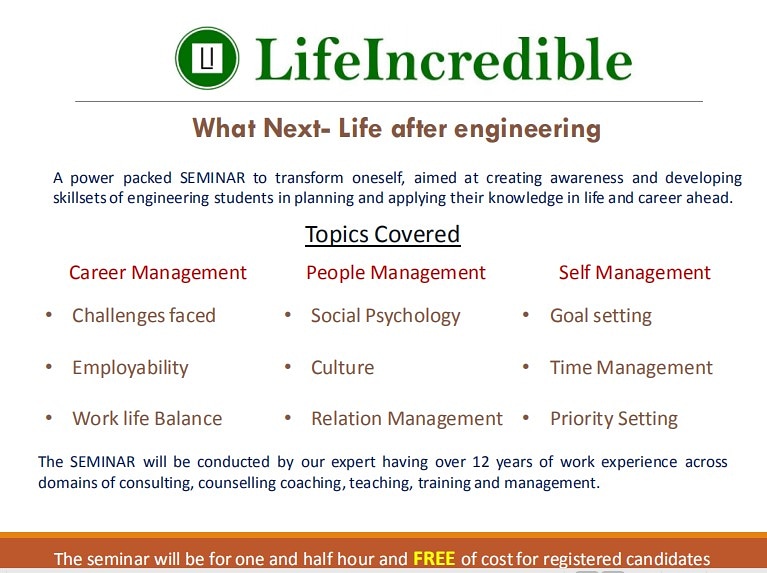 LI LifeIncredible
What Next- Life after engineering
A power packed SEMINAR to transform oneself, aimed at creating awareness and developing
skillsets of engineering students in planning and applying their knowledge in life and career ahead.
Topics Covered
Career Management People Management Self Management
• Challenges faced • Social Psychology • Goal setting
• Employability • Culture • Time Management
• Work life Balance • Relation Management • Priority Setting
The SEMINAR will be conducted by our expert having over 12 years of work experience across
domains of consulting, counselling coaching, teaching, training and management.
The seminar will be for one and half hour and FREE of cost for registered candidates